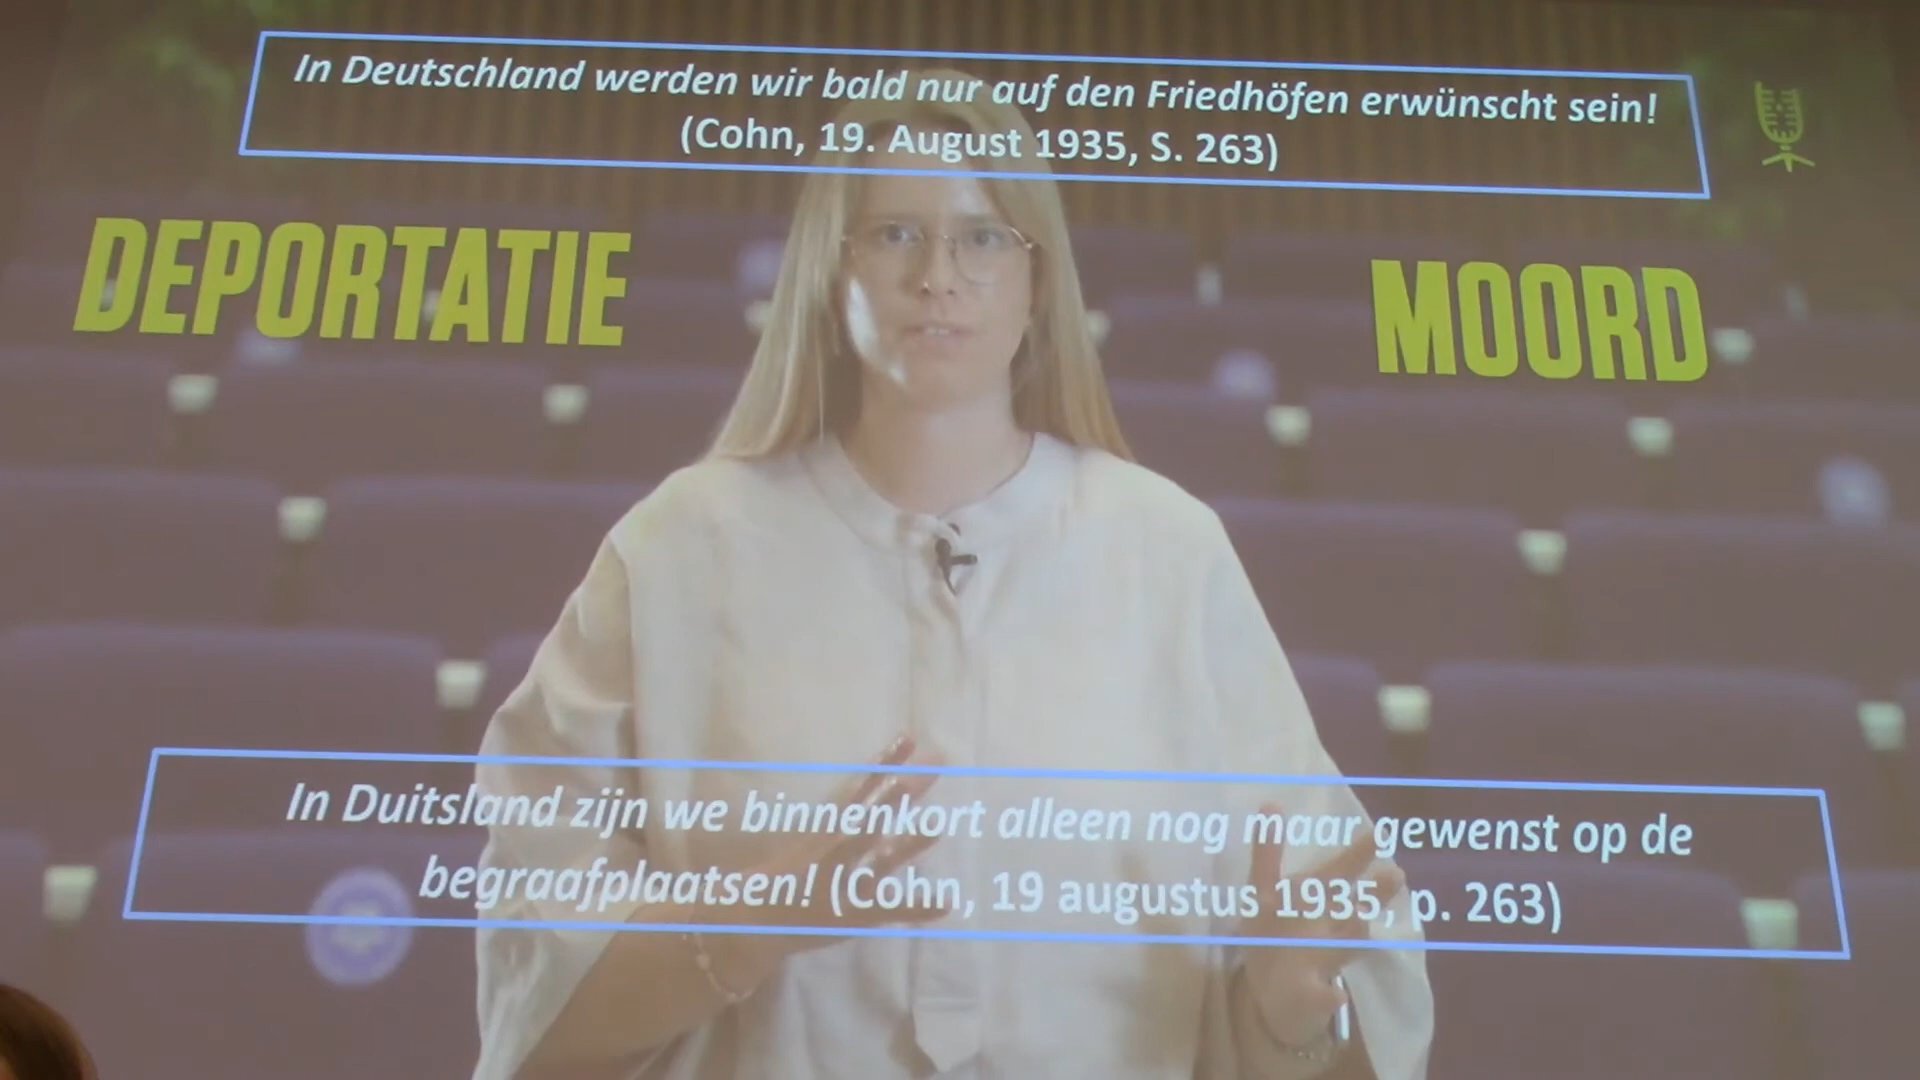 In Deutschland werden wir bald nur auf den Friedhöfen erwünscht sein!
(Cohn, 19. August 1935, S. 263)
DEPORTATIE
MOORD
In Duitsland zijn we binnenkort alleen nog maar gewenst op de
begraafplaatsen! (Cohn, 19 augustus 1935, p. 263)